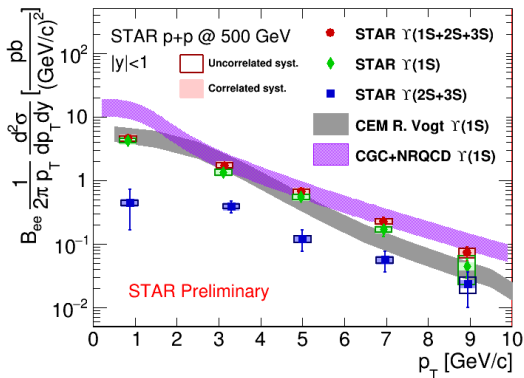 B_ee 1/(2π p_T) d²σ/(dp_T dy) [pb/(GeV/c)²]
10²
10
1
10⁻¹
10⁻²
STAR p+p @ 500 GeV
|y|<1
Uncorrelated syst.
Correlated syst.
STAR ϒ(1S+2S+3S)
STAR ϒ(1S)
STAR ϒ(2S+3S)
CEM R. Vogt ϒ(1S)
CGC+NRQCD ϒ(1S)
STAR Preliminary
0 1 2 3 4 5 6 7 8 9 10
p_T [GeV/c]